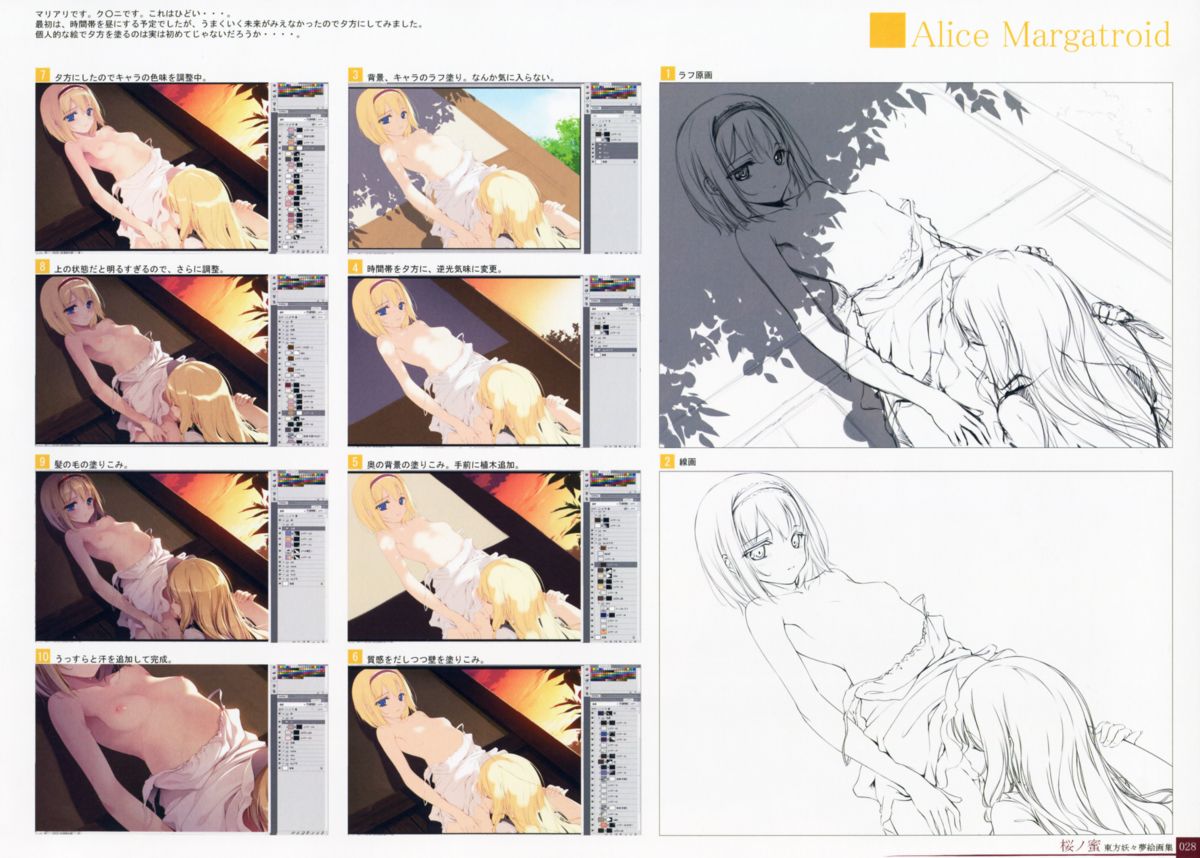 マリアリです。ク〇ニです。これはひどい・・・。
最初は、時間帯を昼にする予定でしたが、うまくいく未来がみえなかったので夕方にしてみました。
個人的な絵で夕方を塗るのは実は初めてじゃないだろうか・・・・。
Alice Margatroid
1 ラフ原画
2 線画
3 背景、キャラのラフ塗り。なんか気に入らない。
4 時間帯を夕方に、逆光気味に変更。
5 奥の背景の塗りこみ。手前に植木追加。
6 質感をだしつつ壁を塗りこみ。
7 夕方にしたのでキャラの色味を調整中。
8 上の状態だと明るすぎるので、さらに調整。
9 髪の毛の塗りこみ。
10 うっすらと汗を追加して完成。
桜ノ蜜 東方妖々夢絵画集 028